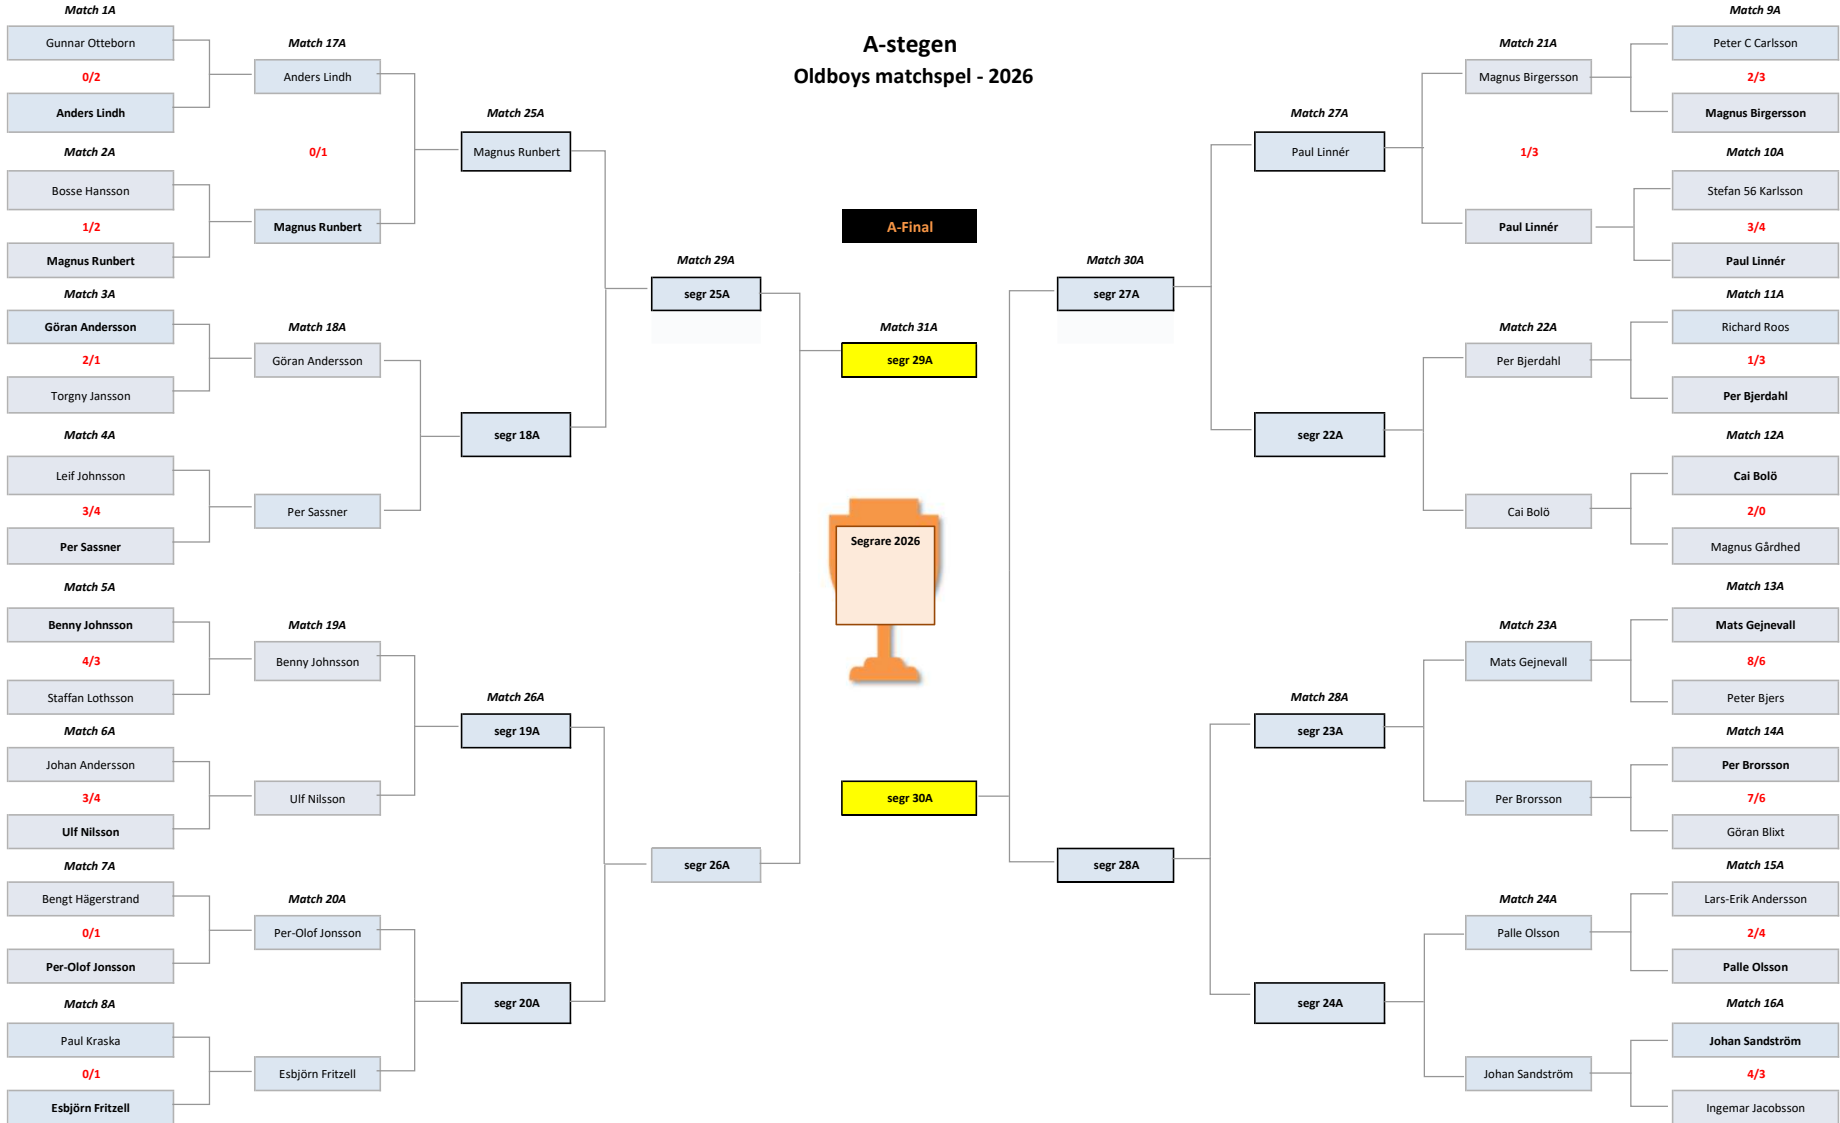 A-stegen
Oldboys matchspel - 2026
Match 1A
Gunnar Otteborn
0/2
Anders Lindh
Match 2A
Bosse Hansson
1/2
Magnus Runbert
Match 3A
Göran Andersson
2/1
Torgny Jansson
Match 4A
Leif Johnsson
3/4
Per Sassner
Match 5A
Benny Johnsson
4/3
Staffan Lothsson
Match 6A
Johan Andersson
3/4
Ulf Nilsson
Match 7A
Bengt Hägerstrand
0/1
Per-Olof Jonsson
Match 8A
Paul Kraska
0/1
Esbjörn Fritzell
Match 17A
Anders Lindh
0/1
Magnus Runbert
Match 18A
Göran Andersson
Per Sassner
Match 19A
Benny Johnsson
Ulf Nilsson
Match 20A
Per-Olof Jonsson
Esbjörn Fritzell
Match 25A
Magnus Runbert
segr 18A
Match 26A
segr 19A
segr 20A
Match 29A
segr 25A
segr 26A
A-Final
Match 31A
segr 29A
Segrare 2026
segr 30A
Match 30A
segr 27A
segr 28A
Match 27A
Paul Linnér
segr 22A
Match 28A
segr 23A
segr 24A
Match 21A
Magnus Birgersson
1/3
Paul Linnér
Match 22A
Per Bjerdahl
Cai Bolö
Match 23A
Mats Gejnevall
Per Brorsson
Match 24A
Palle Olsson
Johan Sandström
Match 9A
Peter C Carlsson
2/3
Magnus Birgersson
Match 10A
Stefan 56 Karlsson
3/4
Paul Linnér
Match 11A
Richard Roos
1/3
Per Bjerdahl
Match 12A
Cai Bolö
2/0
Magnus Gårdhed
Match 13A
Mats Gejnevall
8/6
Peter Bjers
Match 14A
Per Brorsson
7/6
Göran Blixt
Match 15A
Lars-Erik Andersson
2/4
Palle Olsson
Match 16A
Johan Sandström
4/3
Ingemar Jacobsson